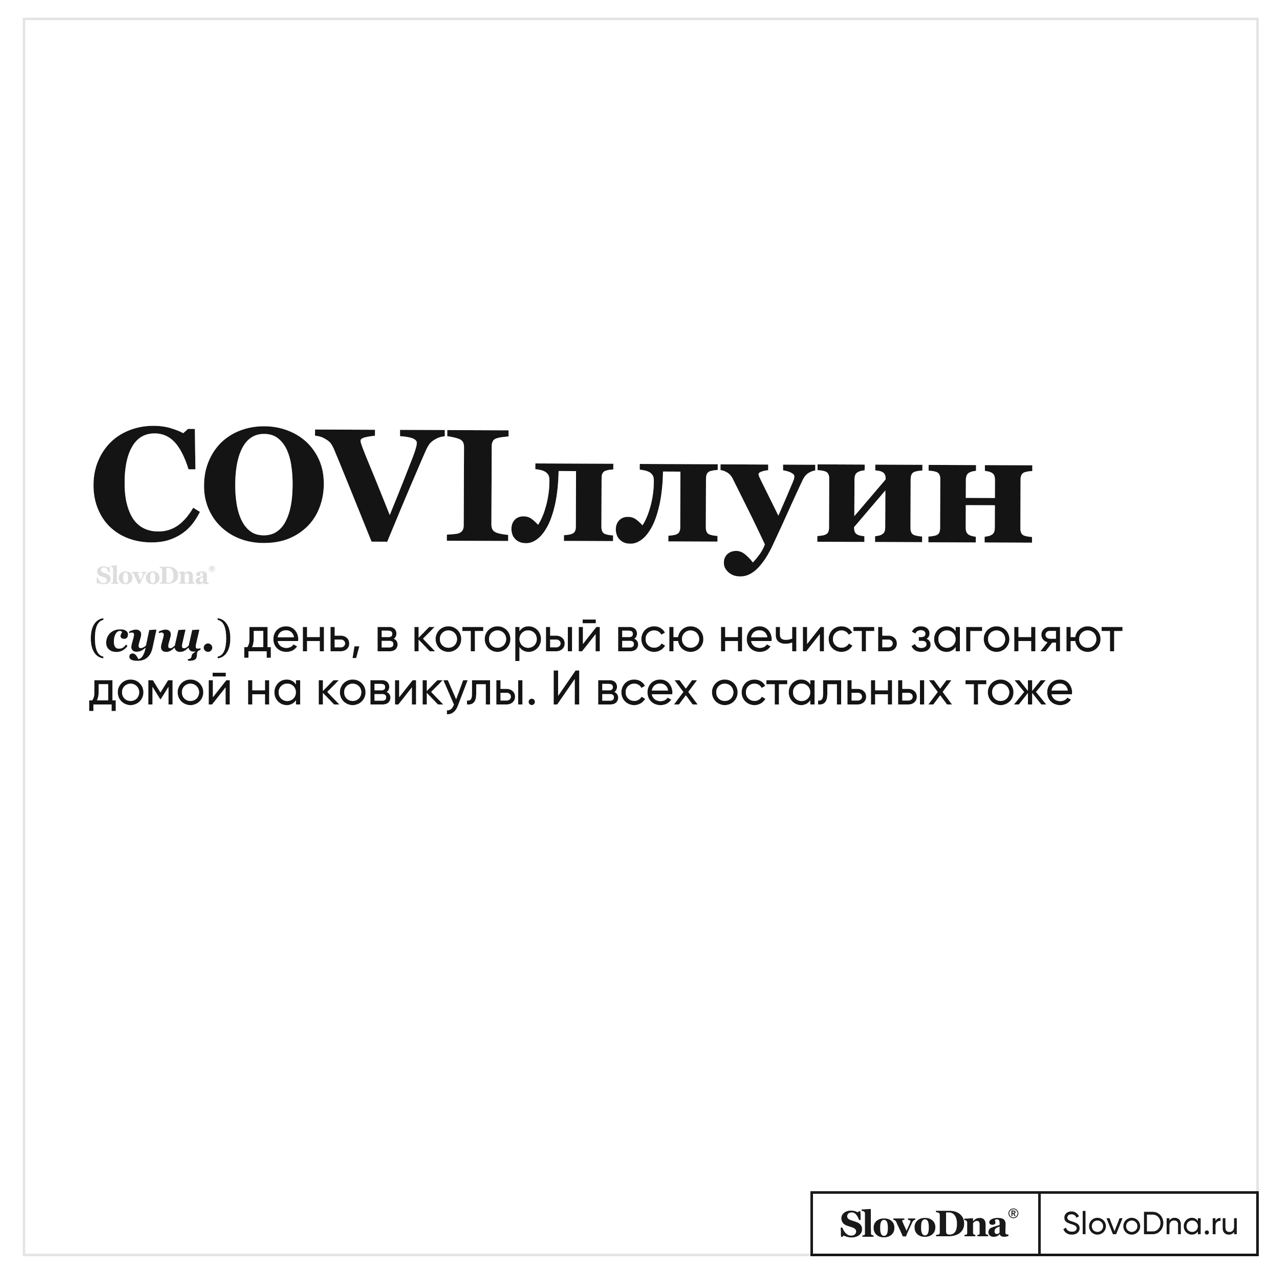 COVIллуин
SlovoDna®
(сущ.) день, в который всю нечисть загоняют
домой на ковикулы. И всех остальных тоже
SlovoDna® SlovoDna.ru